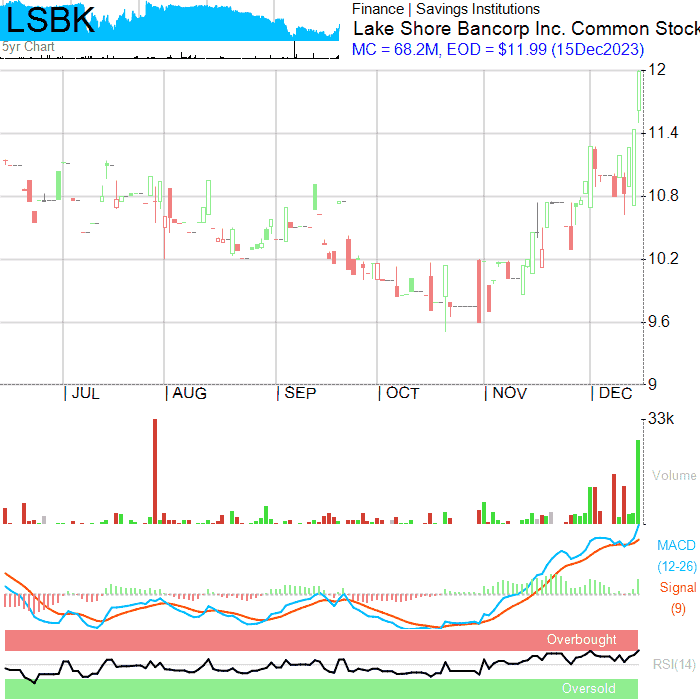 LSBK
Finance | Savings Institutions
Lake Shore Bancorp Inc. Common Stock
5yr Chart
MC = 68.2M, EOD = $11.99 (15Dec2023)
12
11.4
10.8
10.2
9.6
9
| JUL | AUG | SEP | OCT | NOV | DEC
33k
Volume
MACD
(12-26)
Signal
(9)
Overbought
RSI(14)
Oversold